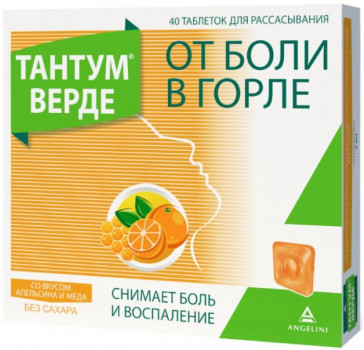 40 ТАБЛЕТОК ДЛЯ РАССАСЫВАНИЯ
ТАНТУМ®
ВЕРДЕ
ОТ БОЛИ
В ГОРЛЕ
СО ВКУСОМ
АПЕЛЬСИНА И МЕДА
БЕЗ САХАРА
СНИМАЕТ БОЛЬ
И ВОСПАЛЕНИЕ
ANGELINI